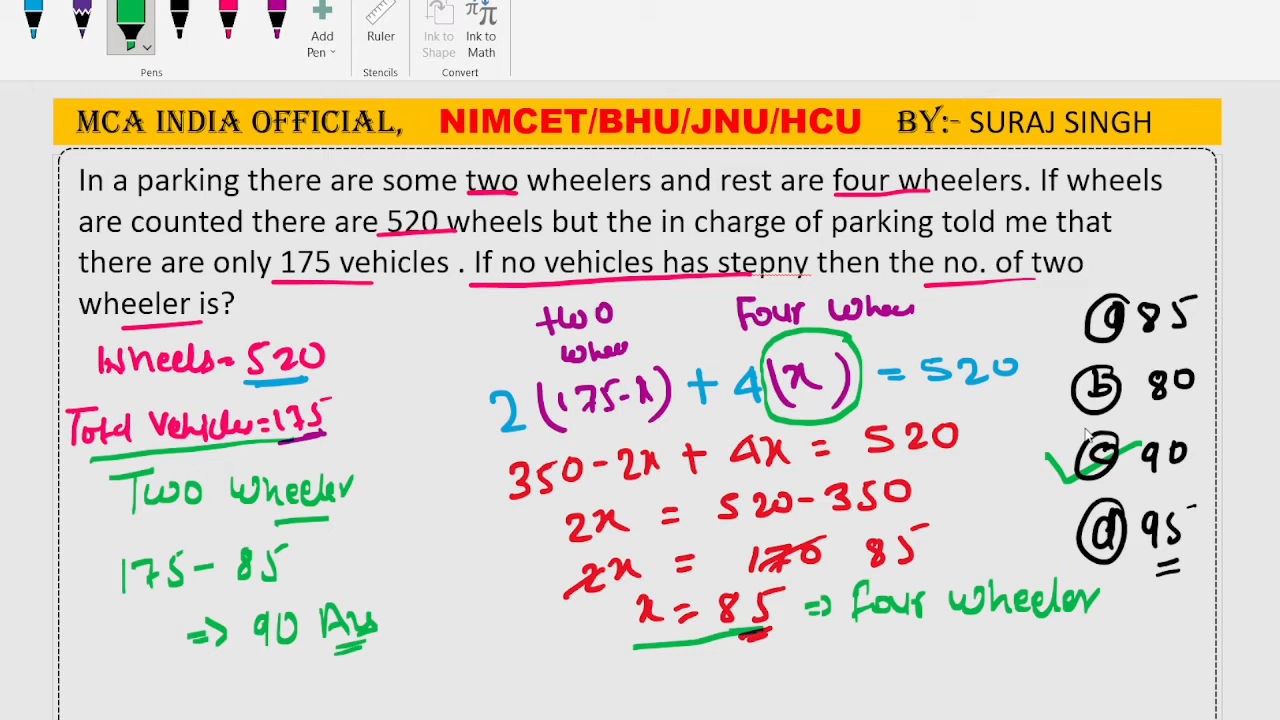 Add
Pen
Ruler
Ink to
Shape
Ink to
Math
Pens
Stencils
Convert
MCA INDIA OFFICIAL, NIMCET/BHU/JNU/HCU BY:- SURAJ SINGH
In a parking there are some two wheelers and rest are four wheelers. If wheels
are counted there are 520 wheels but the in charge of parking told me that
there are only 175 vehicles . If no vehicles has stepny then the no. of two
wheeler is?
Wheels=520
Total Vehicles=175
Two wheeler
175-85
=> 90 Ans
two
wheel
Four wheel
2(175-x)+4(x)=520
350-2x+4x=520
2x=520-350
2x=170 85
x=85 => four wheeler
a 85
b 80
c 90
d 95